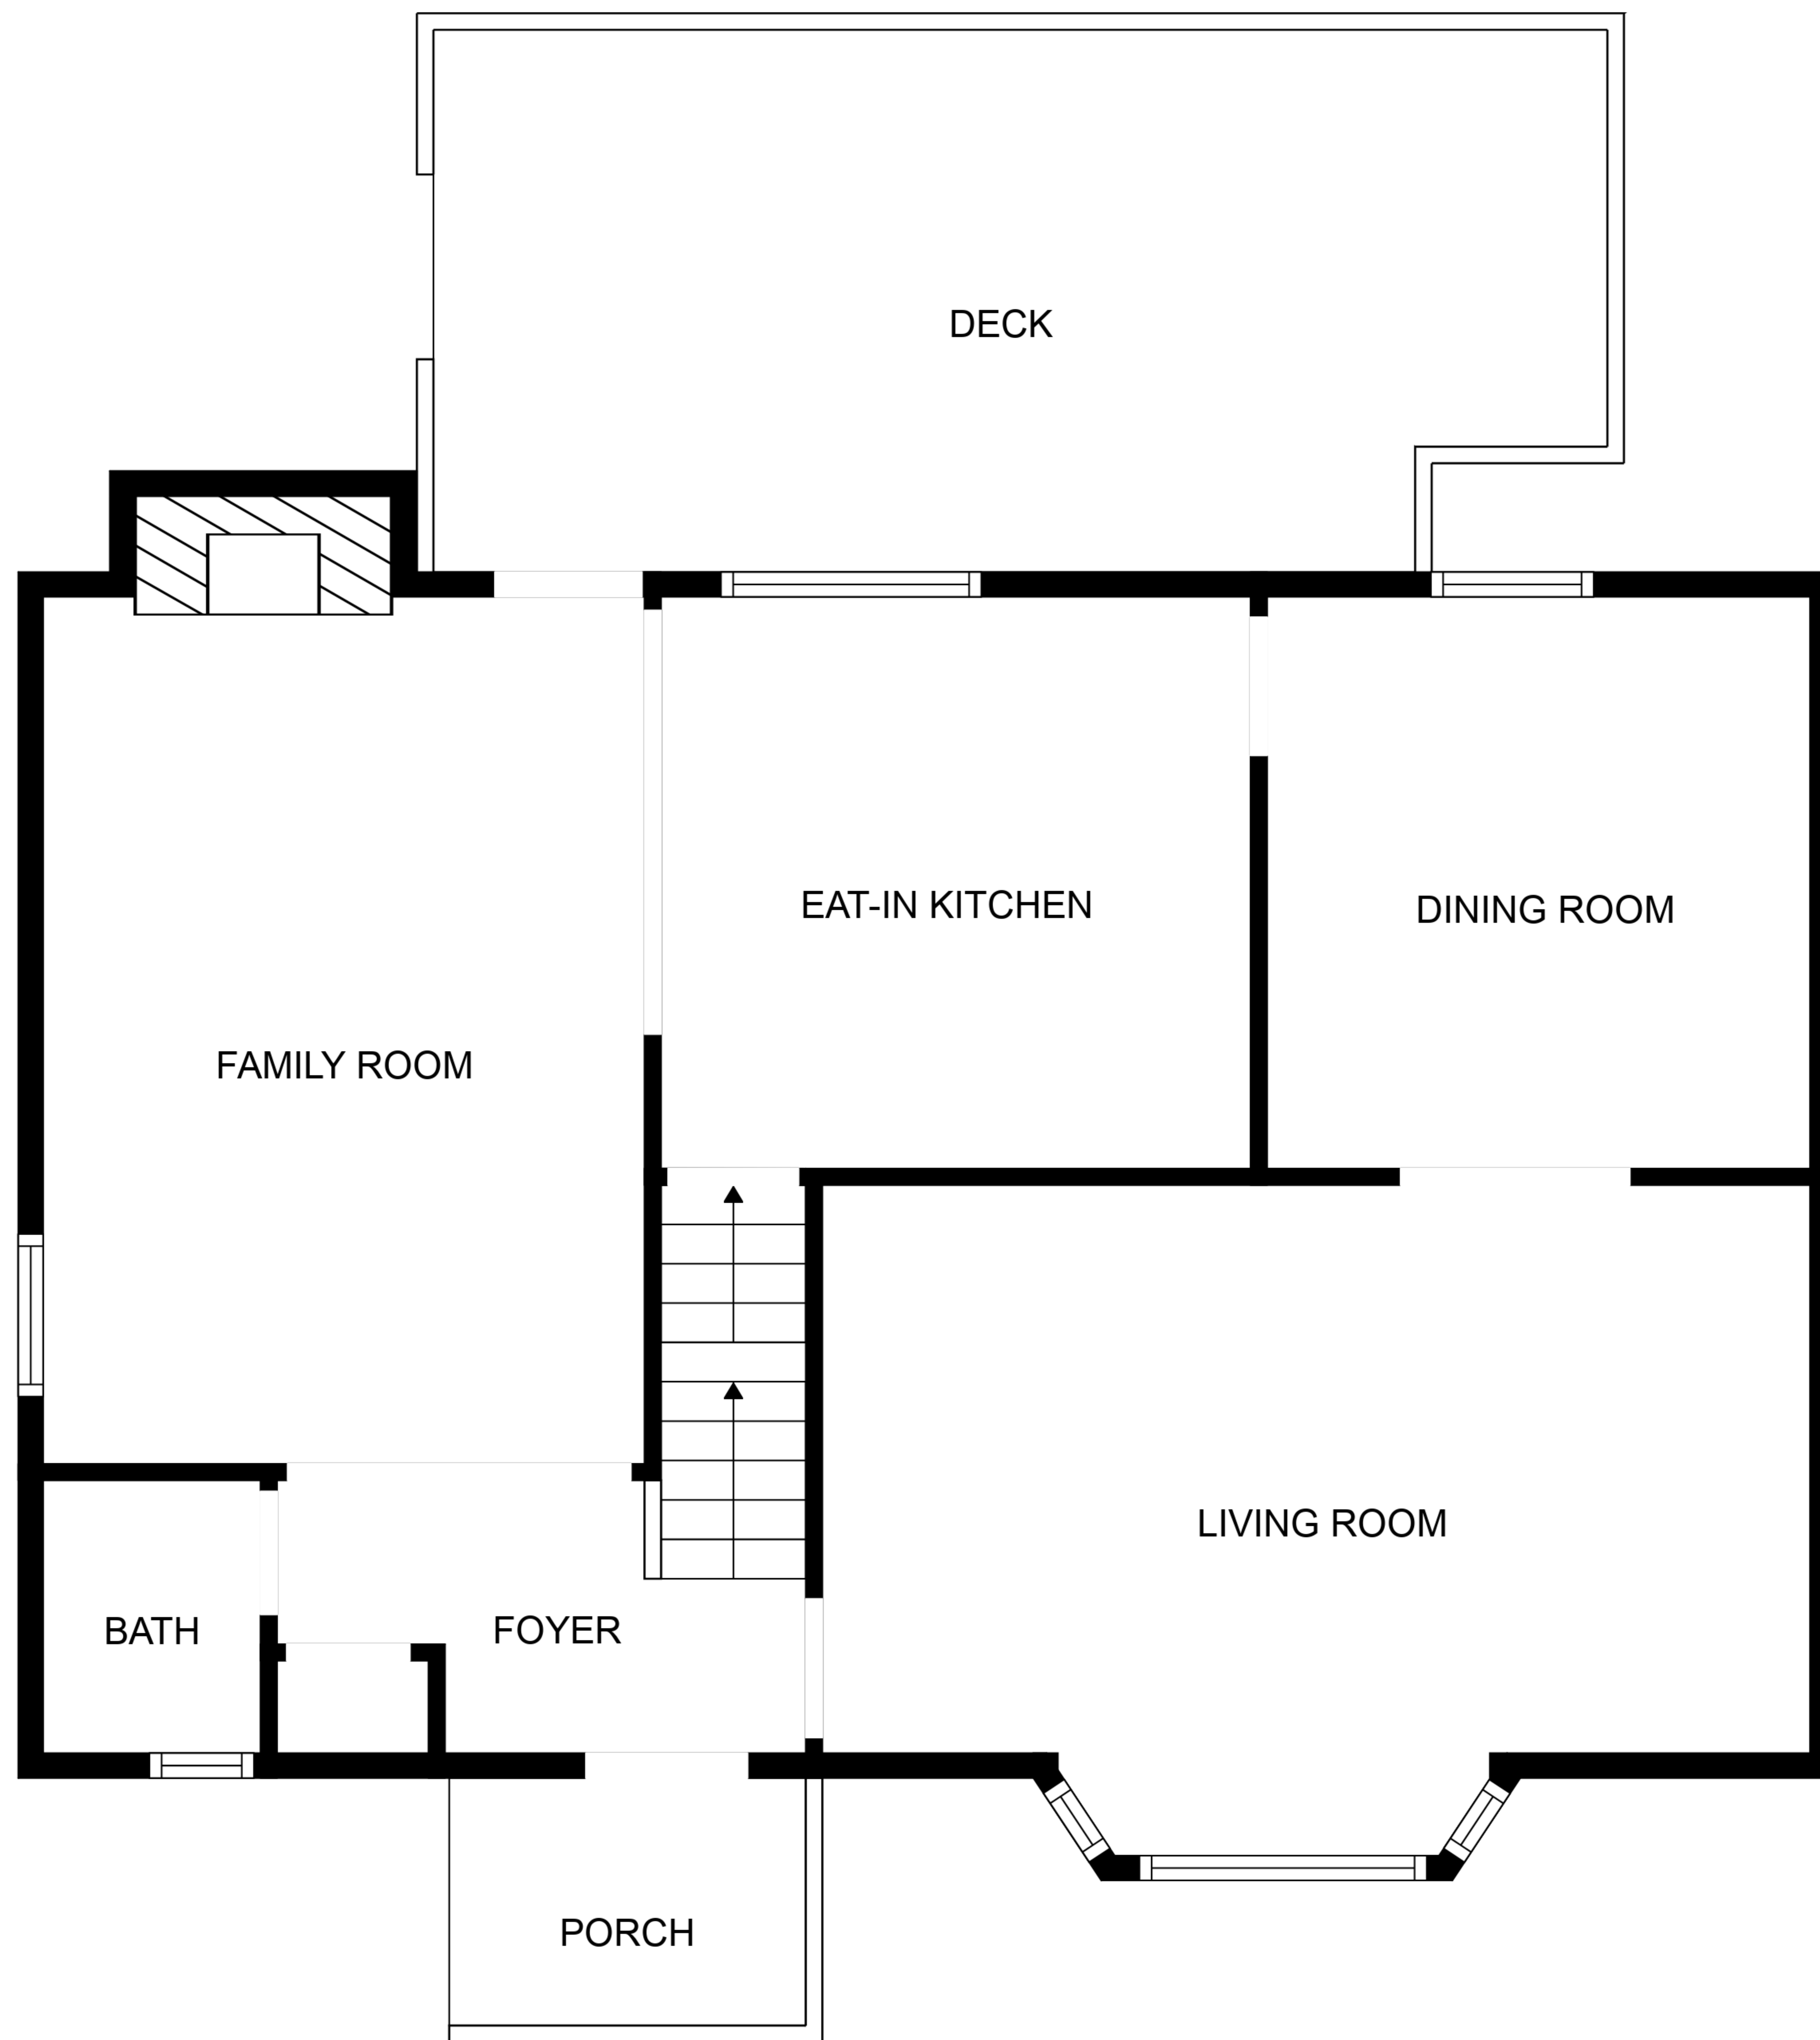 DECK
EAT-IN KITCHEN
DINING ROOM
FAMILY ROOM
LIVING ROOM
BATH
FOYER
PORCH